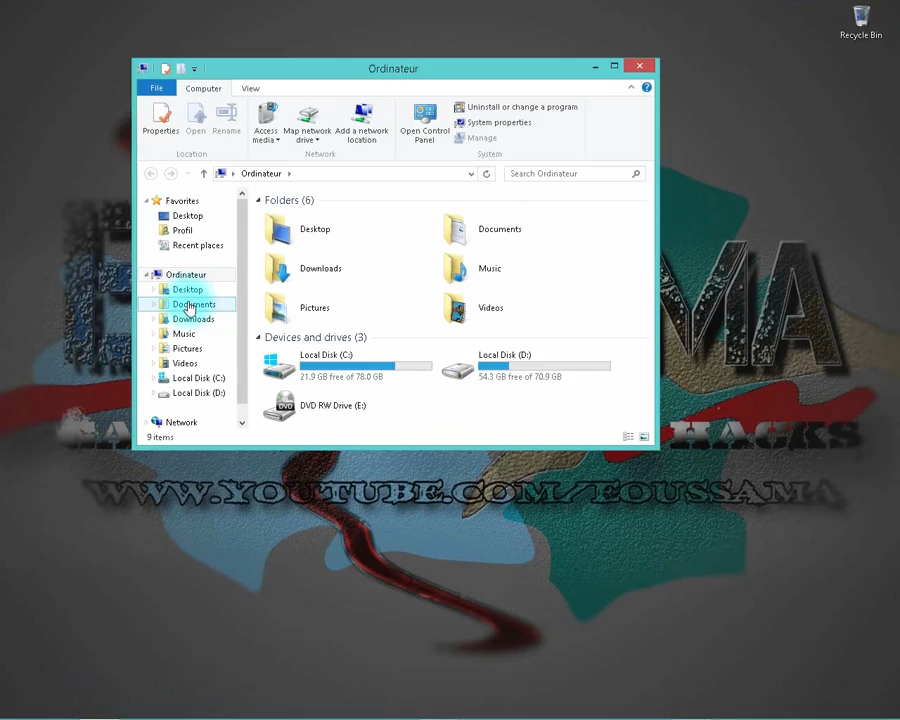 Recycle Bin
Ordinateur
File
Computer
View
Properties
Open
Rename
Location
Access media
Map network drive
Add a network location
Network
Open Control Panel
Uninstall or change a program
System properties
Manage
System
Ordinateur
Search Ordinateur
Favorites
Desktop
Profil
Recent places
Ordinateur
Desktop
Documents
Downloads
Music
Pictures
Videos
Local Disk (C:)
Local Disk (D:)
Network
Folders (6)
Desktop
Documents
Downloads
Music
Pictures
Videos
Devices and drives (3)
Local Disk (C:)
21.9 GB free of 78.0 GB
Local Disk (D:)
54.3 GB free of 70.9 GB
DVD
DVD RW Drive (E:)
9 items
HACKS
WWW.YOUTUBE.COM/EOUSSAMA